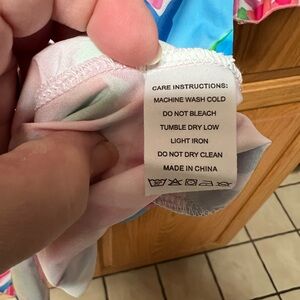 CARE INSTRUCTIONS:
MACHINE WASH COLD
DO NOT BLEACH
TUMBLE DRY LOW
LIGHT IRON
DO NOT DRY CLEAN
MADE IN CHINA